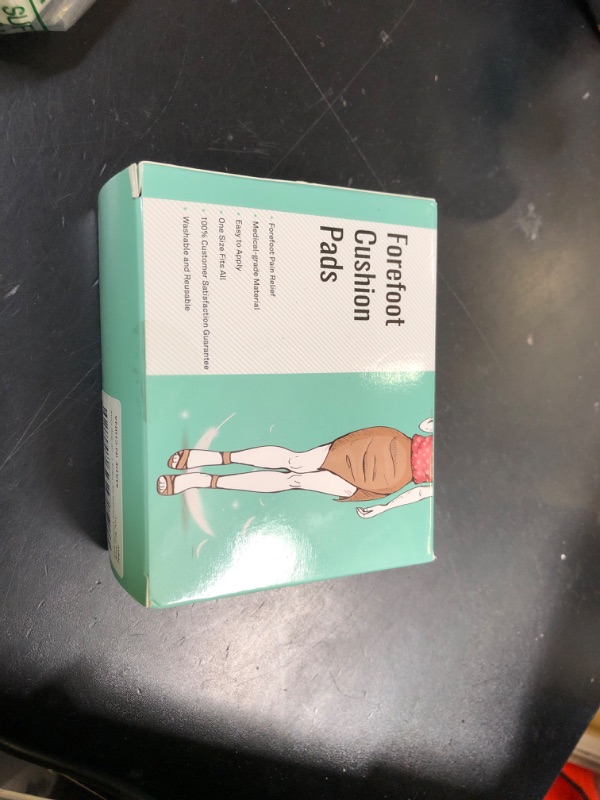 Forefoot
Cushion
Pads
Forefoot Pain Relief
Medical-grade Material
Easy to Apply
One Size Fits All
100% Customer Satisfaction Guarantee
Washable and Reusable